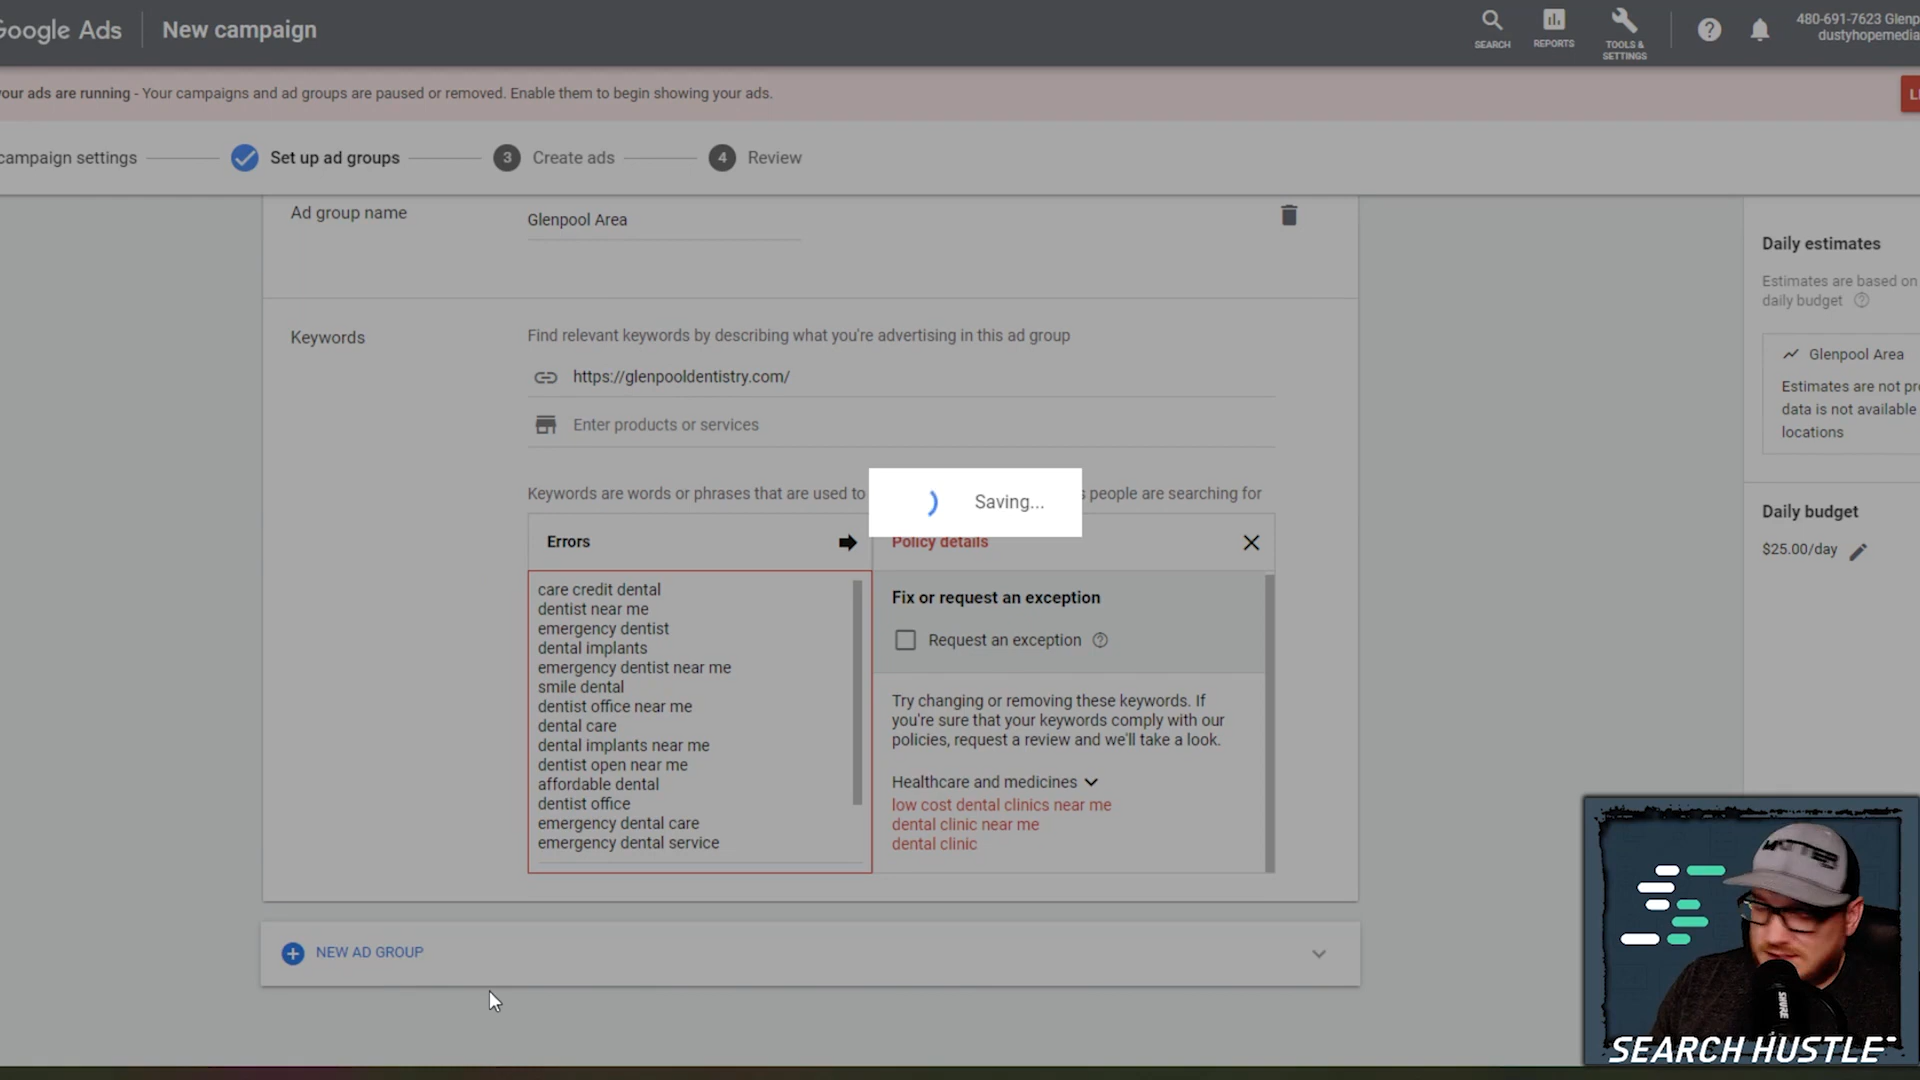 Google Ads
New campaign
SEARCH
REPORTS
TOOLS &
SETTINGS
480-691-7623 Glenp
dustyhopemedia
your ads are running - Your campaigns and ad groups are paused or removed. Enable them to begin showing your ads.
campaign settings
Set up ad groups
3
Create ads
4
Review
Ad group name
Glenpool Area
Keywords
Find relevant keywords by describing what you're advertising in this ad group
https://glenpooldentistry.com/
Enter products or services
Keywords are words or phrases that are used to
people are searching for
Saving...
Errors
Policy details
care credit dental
dentist near me
emergency dentist
dental implants
emergency dentist near me
smile dental
dentist office near me
dental care
dental implants near me
dentist open near me
affordable dental
dentist office
emergency dental care
emergency dental service
Fix or request an exception
Request an exception
Try changing or removing these keywords. If
you're sure that your keywords comply with our
policies, request a review and we'll take a look.
Healthcare and medicines
low cost dental clinics near me
dental clinic near me
dental clinic
NEW AD GROUP
Daily estimates
Estimates are based on
daily budget
Glenpool Area
Estimates are not pr
data is not available
locations
Daily budget
$25.00/day
SHURE
SEARCH HUSTLE